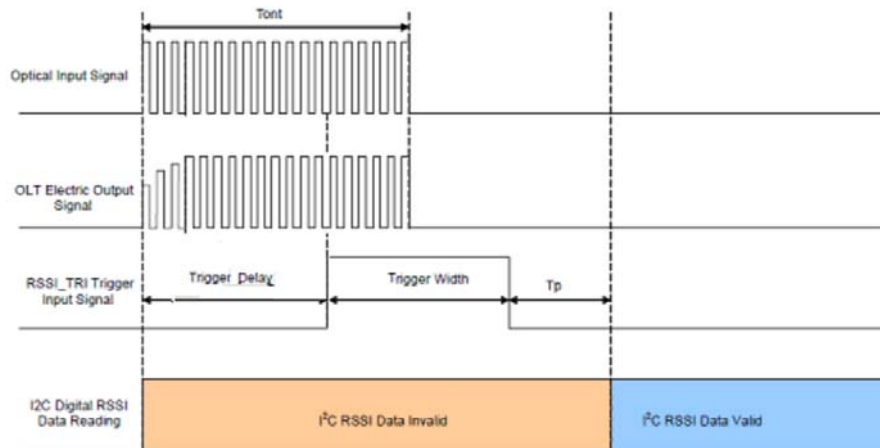 Tont
Optical Input Signal
OLT Electric Output
Signal
RSSI_TRI Trigger
Input Signal
Trigger_Delay
Trigger Width
Tp
I2C Digital RSSI
Data Reading
I²C RSSI Data Invalid
I²C RSSI Data Valid